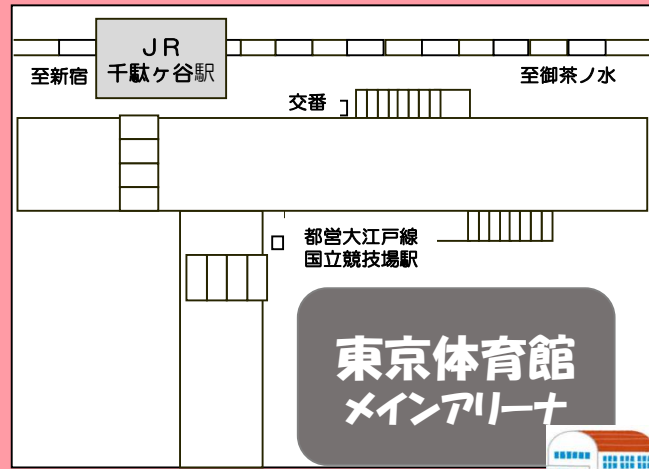 JR
千駄ヶ谷駅
至新宿
至御茶ノ水
交番
都営大江戸線
国立競技場駅
東京体育館
メインアリーナ